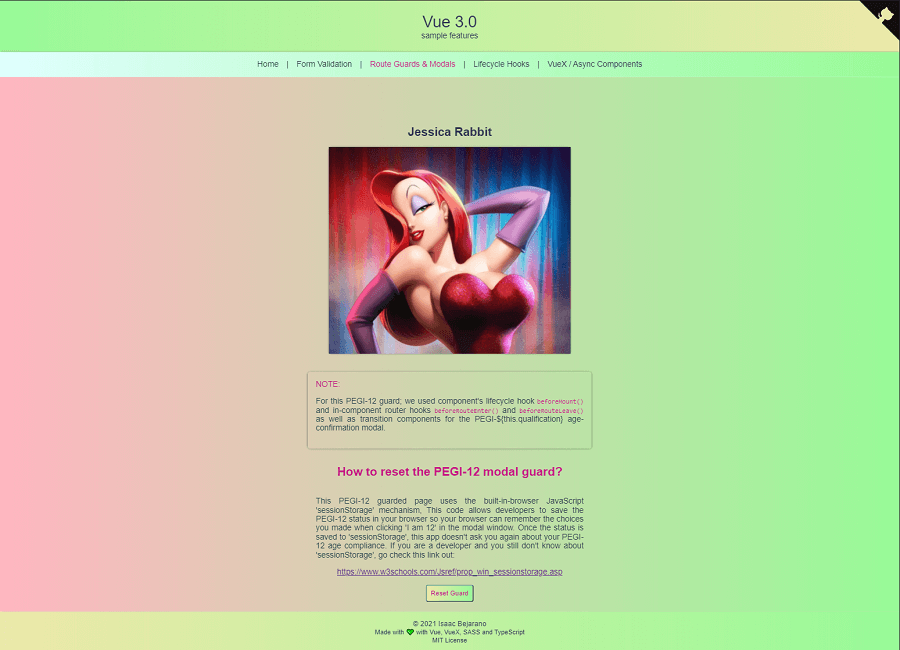 Vue 3.0
sample features
Home | Form Validation | Route Guards & Modals | Lifecycle Hooks | VueX / Async Components
Jessica Rabbit
NOTE:
For this PEGI-12 guard; we used component's lifecycle hook beforeMount()
and in-component router hooks beforeRouteEnter() and beforeRouteLeave()
as well as transition components for the PEGI-${this.qualification} age-
confirmation modal.
How to reset the PEGI-12 modal guard?
This PEGI-12 guarded page uses the built-in-browser JavaScript
'sessionStorage' mechanism, This code allows developers to save the
PEGI-12 status in your browser so your browser can remember the choices
you made when clicking 'I am 12' in the modal window. Once the status is
saved to 'sessionStorage', this app doesn't ask you again about your PEGI-
12 age compliance. If you are a developer and you still don't know about
'sessionStorage', go check this link out:
https://www.w3schools.com/Jsref/prop_win_sessionstorage.asp
Reset Guard
© 2021 Isaac Bejarano
Made with 💚 with Vue, VueX, SASS and TypeScript
MIT License